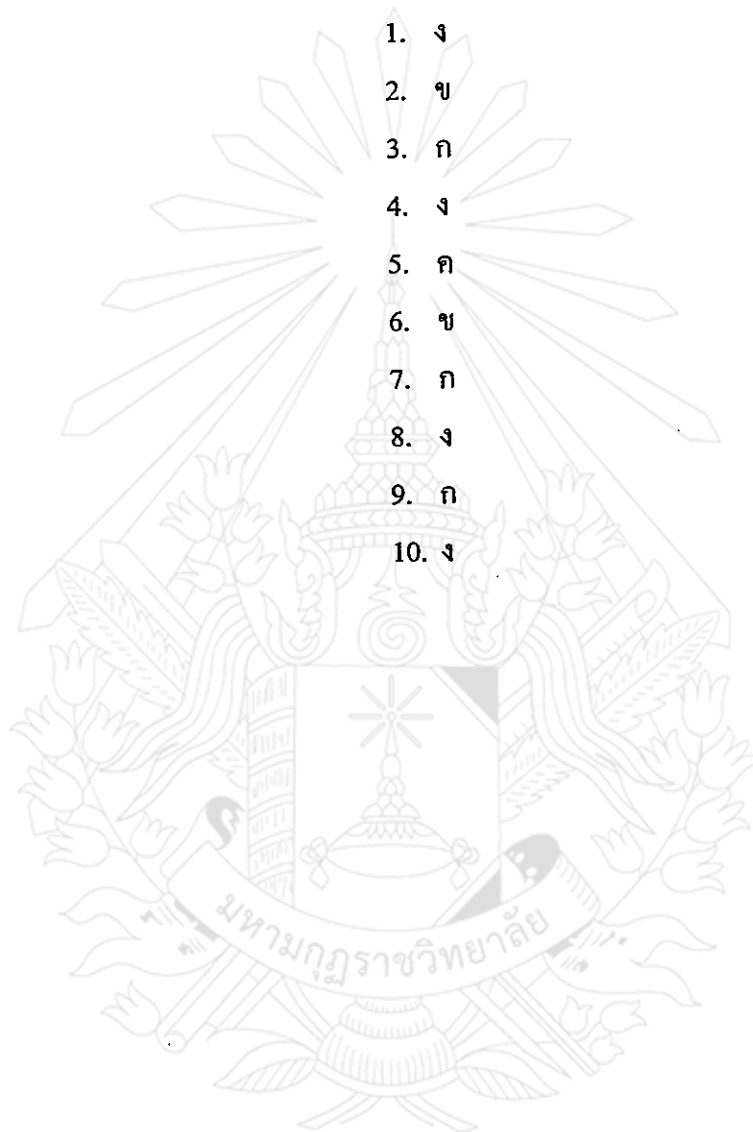 1. ง
2. ข
3. ก
4. ง
5. ค
6. ข
7. ก
8. ง
9. ก
10. ง
มหามกุฏราชวิทยาลัย